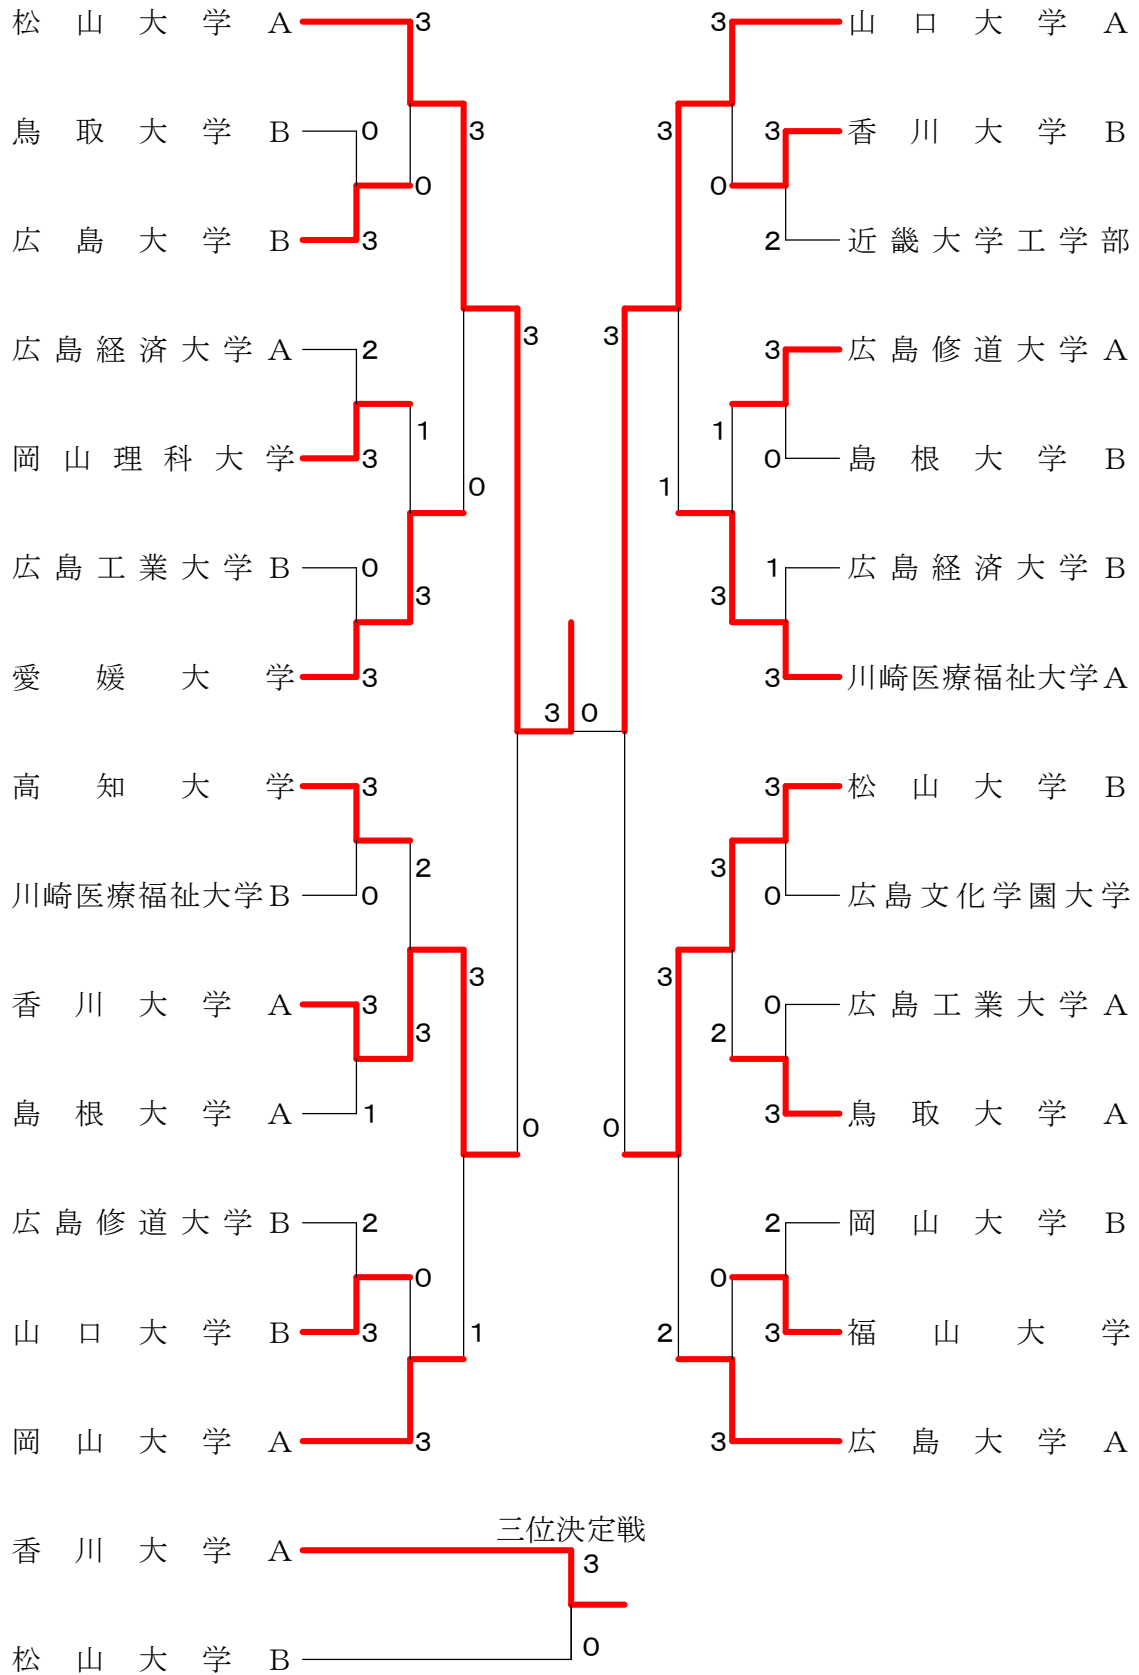 松山大学A 3 3 山口大学A
鳥取大学B 0 3 3 3 香川大学B
0 0
広島大学B 3 2 近畿大学工学部
3 3
広島経済大学A 2 3 広島修道大学A
1 1
岡山理科大学 3 0 島根大学B
0 1
広島工業大学B 0 1 広島経済大学B
3 3
愛媛大学 3 3 川崎医療福祉大学A
3 0
高知大学 3 3 松山大学B
2 3
川崎医療福祉大学B 0 0 広島文化学園大学
3 3
香川大学A 3 0 広島工業大学A
3 2
島根大学A 1 3 鳥取大学A
0 0
広島修道大学B 2 2 岡山大学B
0 0
山口大学B 3 1 2 3 福山大学
岡山大学A 3 3 広島大学A
三位決定戦
香川大学A 3
松山大学B 0